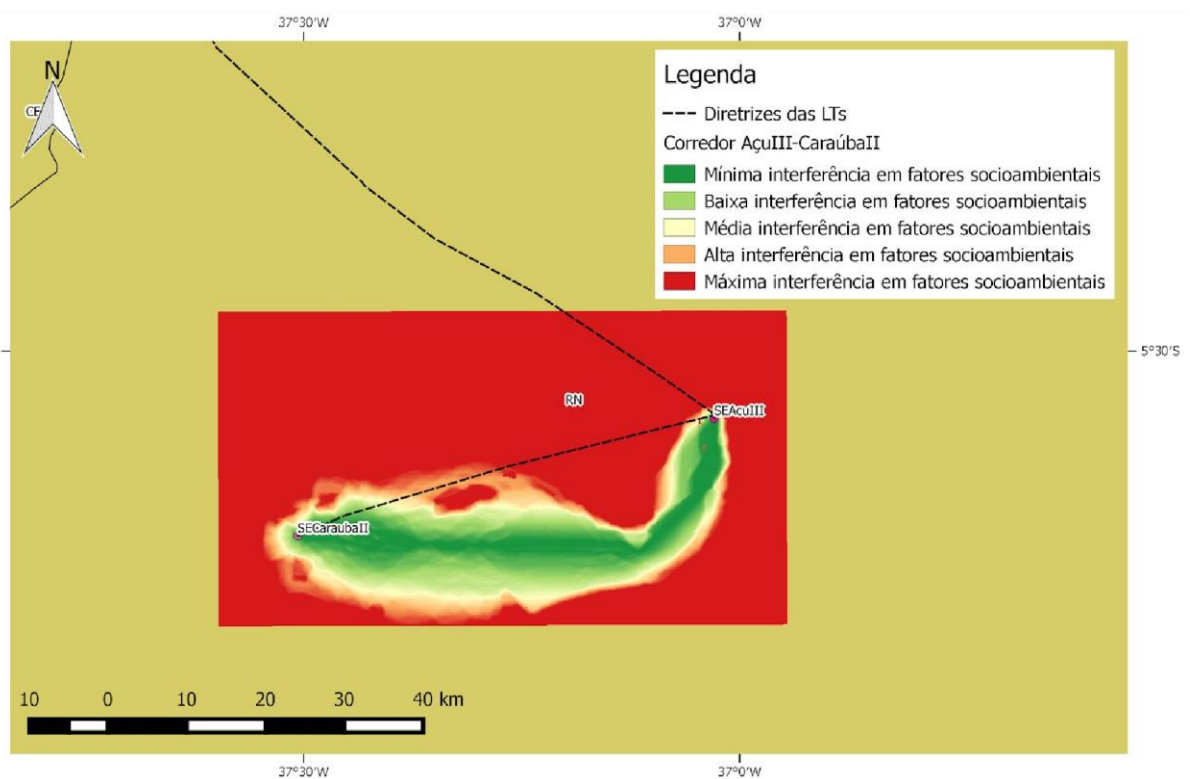 37°30'W
37°0'W
N
CE
Legenda
Diretrizes das LTs
Corredor AçuIII-CaraúbaII
Mínima interferência em fatores socioambientais
Baixa interferência em fatores socioambientais
Média interferência em fatores socioambientais
Alta interferência em fatores socioambientais
Máxima interferência em fatores socioambientais
5°30'S
RN
SEAçuIII
SECaraubaII
10 0 10 20 30 40 km
37°30'W
37°0'W